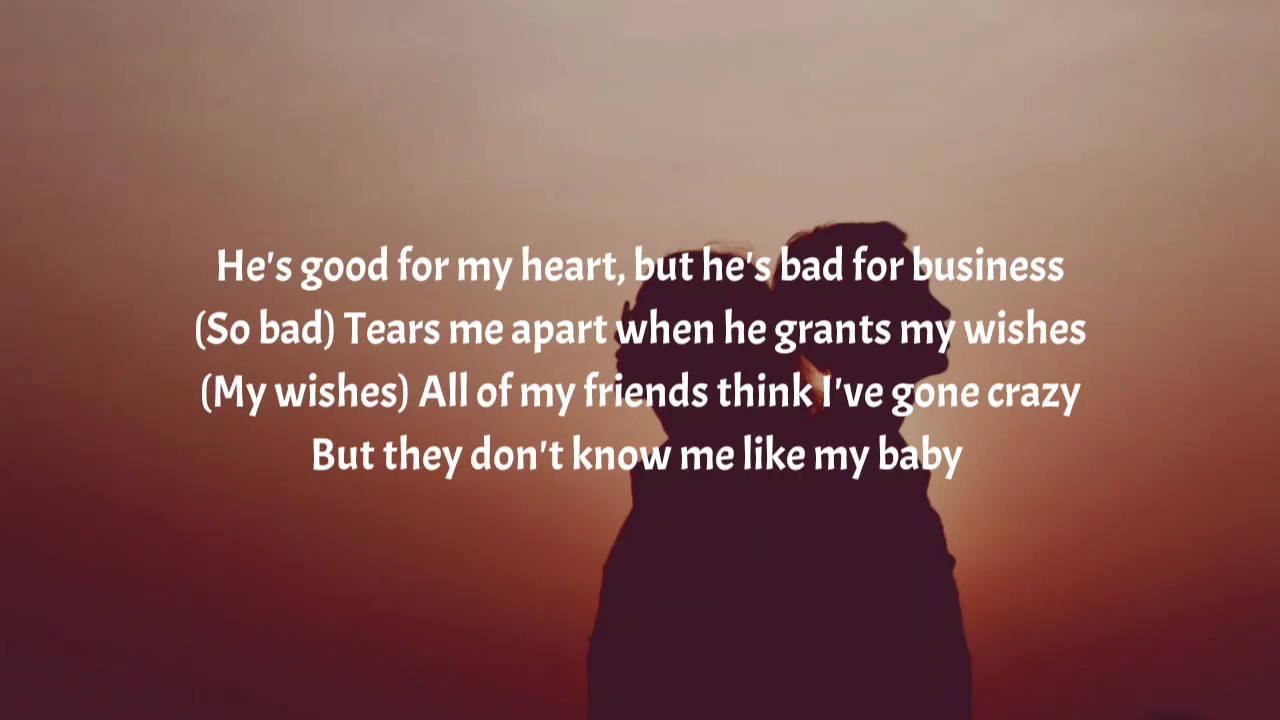 He's good for my heart, but he's bad for business
(So bad) Tears me apart when he grants my wishes
(My wishes) All of my friends think I've gone crazy
But they don't know me like my baby